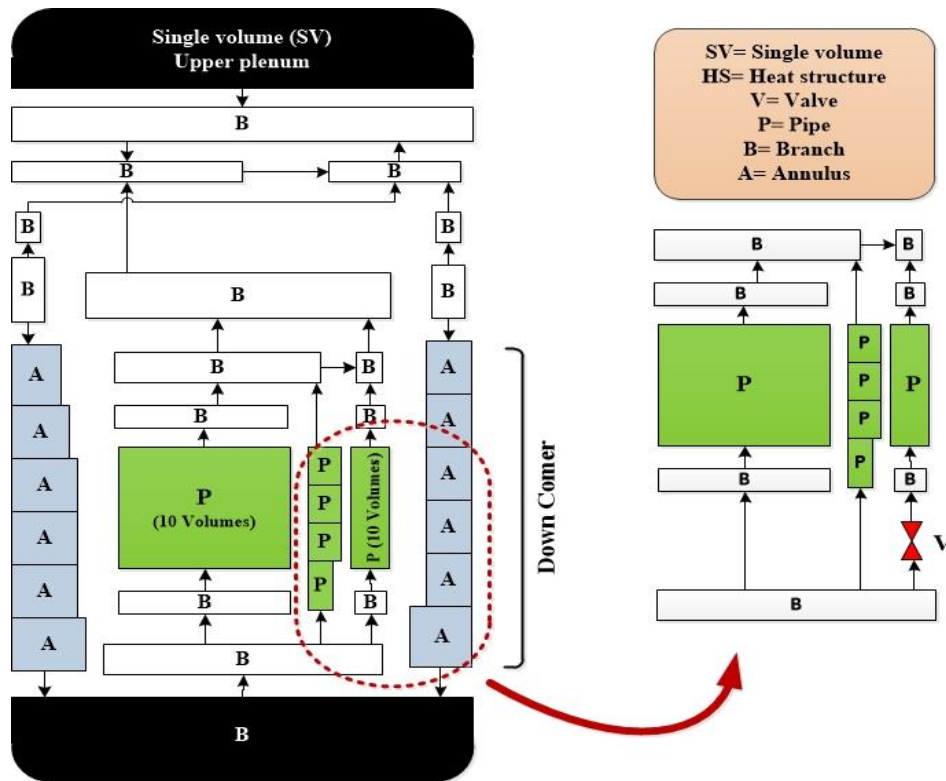 Single volume (SV)
Upper plenum
B
B
B
B
B
B
B
B
B
B
B
B
A
A
A
A
A
A
P
(10 Volumes)
P
P
P
P
P (10 Volumes)
A
A
A
A
A
A
B
B
B
B
Down Comer
SV= Single volume
HS= Heat structure
V= Valve
P= Pipe
B= Branch
A= Annulus
B
B
B
B
P
P
P
P
P
P
B
B
V
B